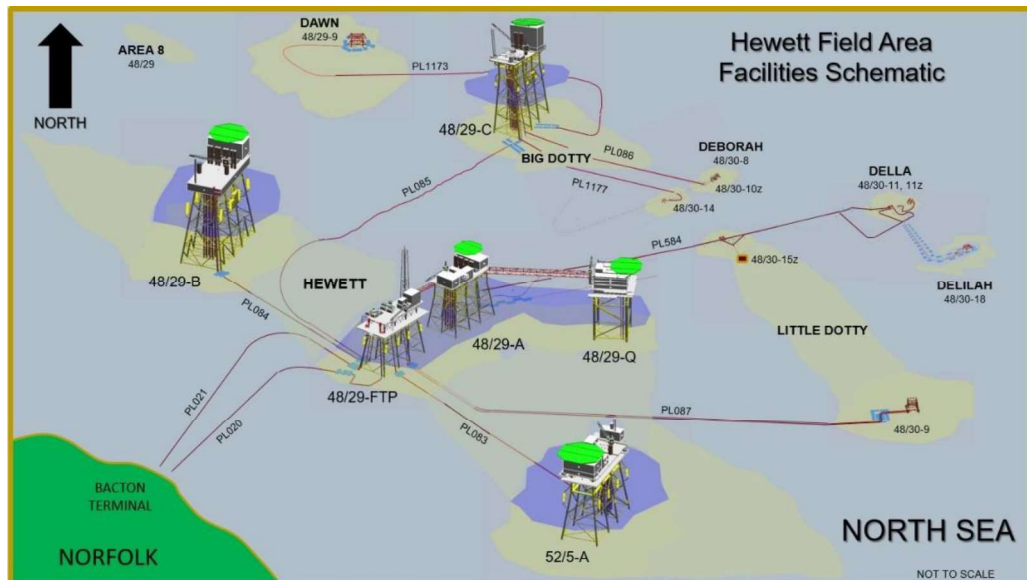 DAWN
48/29-9
AREA 8
48/29
Hewett Field Area
Facilities Schematic
PL1173
NORTH
48/29-C
BIG DOTTY
PL086
DEBORAH
48/30-8
48/30-10z
PL1177
48/30-14
DELLA
48/30-11, 11z
PL085
PL584
48/30-15z
DELILAH
48/30-18
48/29-B
HEWETT
PL084
48/29-A
48/29-Q
LITTLE DOTTY
48/29-FTP
PL021
PL020
PL083
PL087
48/30-9
BACTON
TERMINAL
NORFOLK
52/5-A
NORTH SEA
NOT TO SCALE